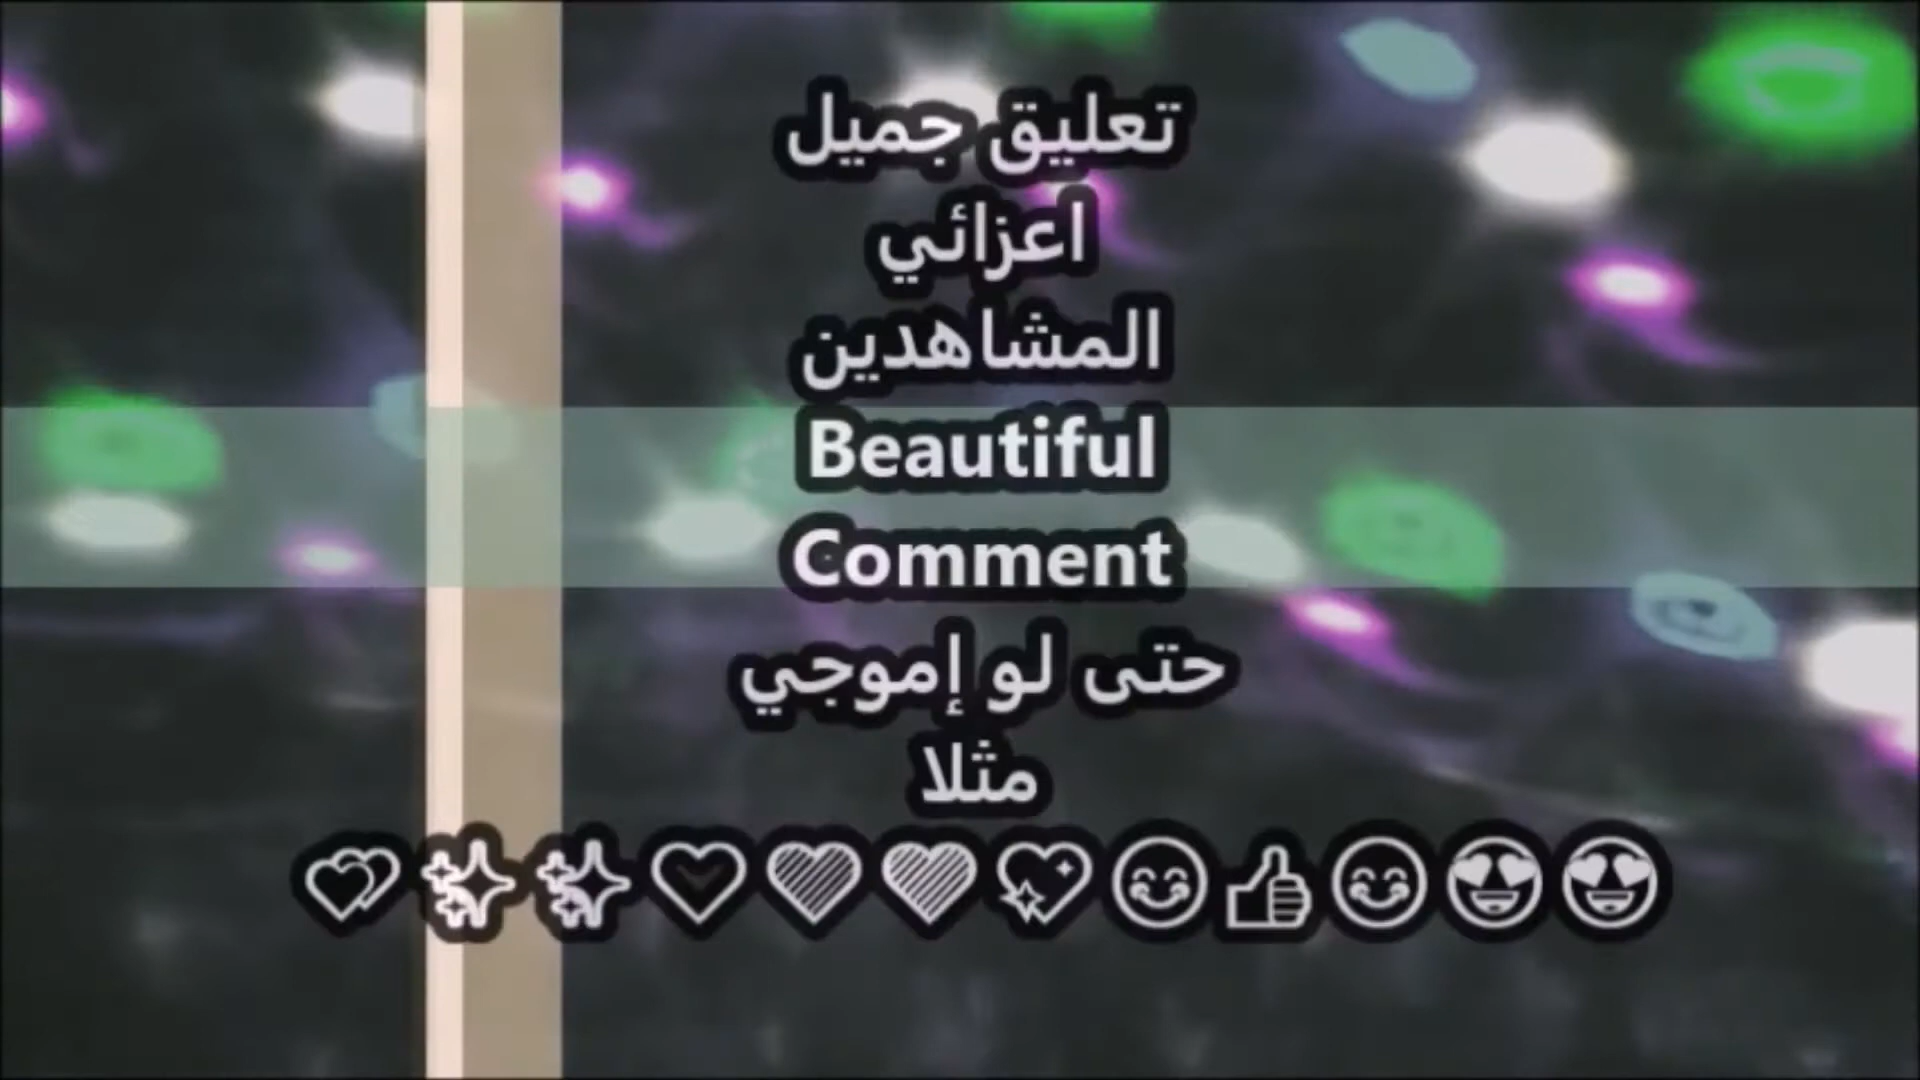 تعليق جميل
اعزائي
المشاهدين
Beautiful
Comment
حتى لو إموجي
مثلا
💞✨✨🤍💜💜💖😊👍😊😍😍